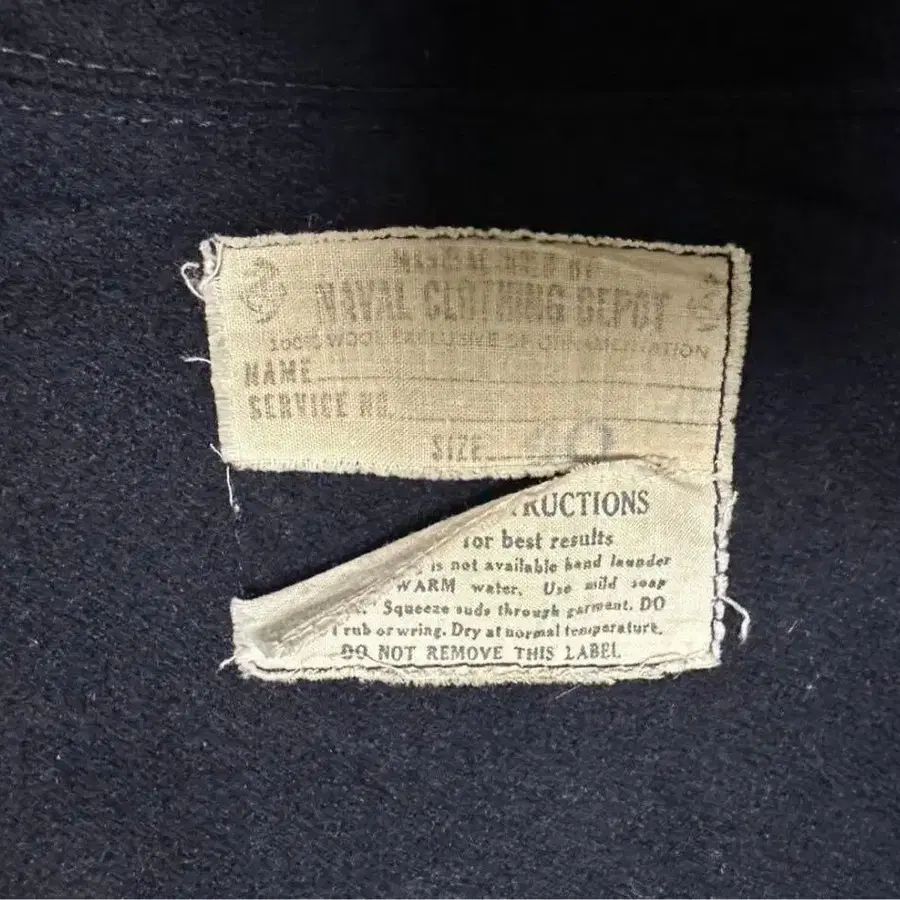 NAVAL CLOTHING DEPOT
100% WOOL EXCLUSIVE OF ORNAMENTATION
NAME
SERVICE NO.
SIZE 40
RUCTIONS
for best results
is not available hand launder
WARM water. Use mild soap
Squeeze suds through garment. DO
rub or wring. Dry at normal temperature.
DO NOT REMOVE THIS LABEL